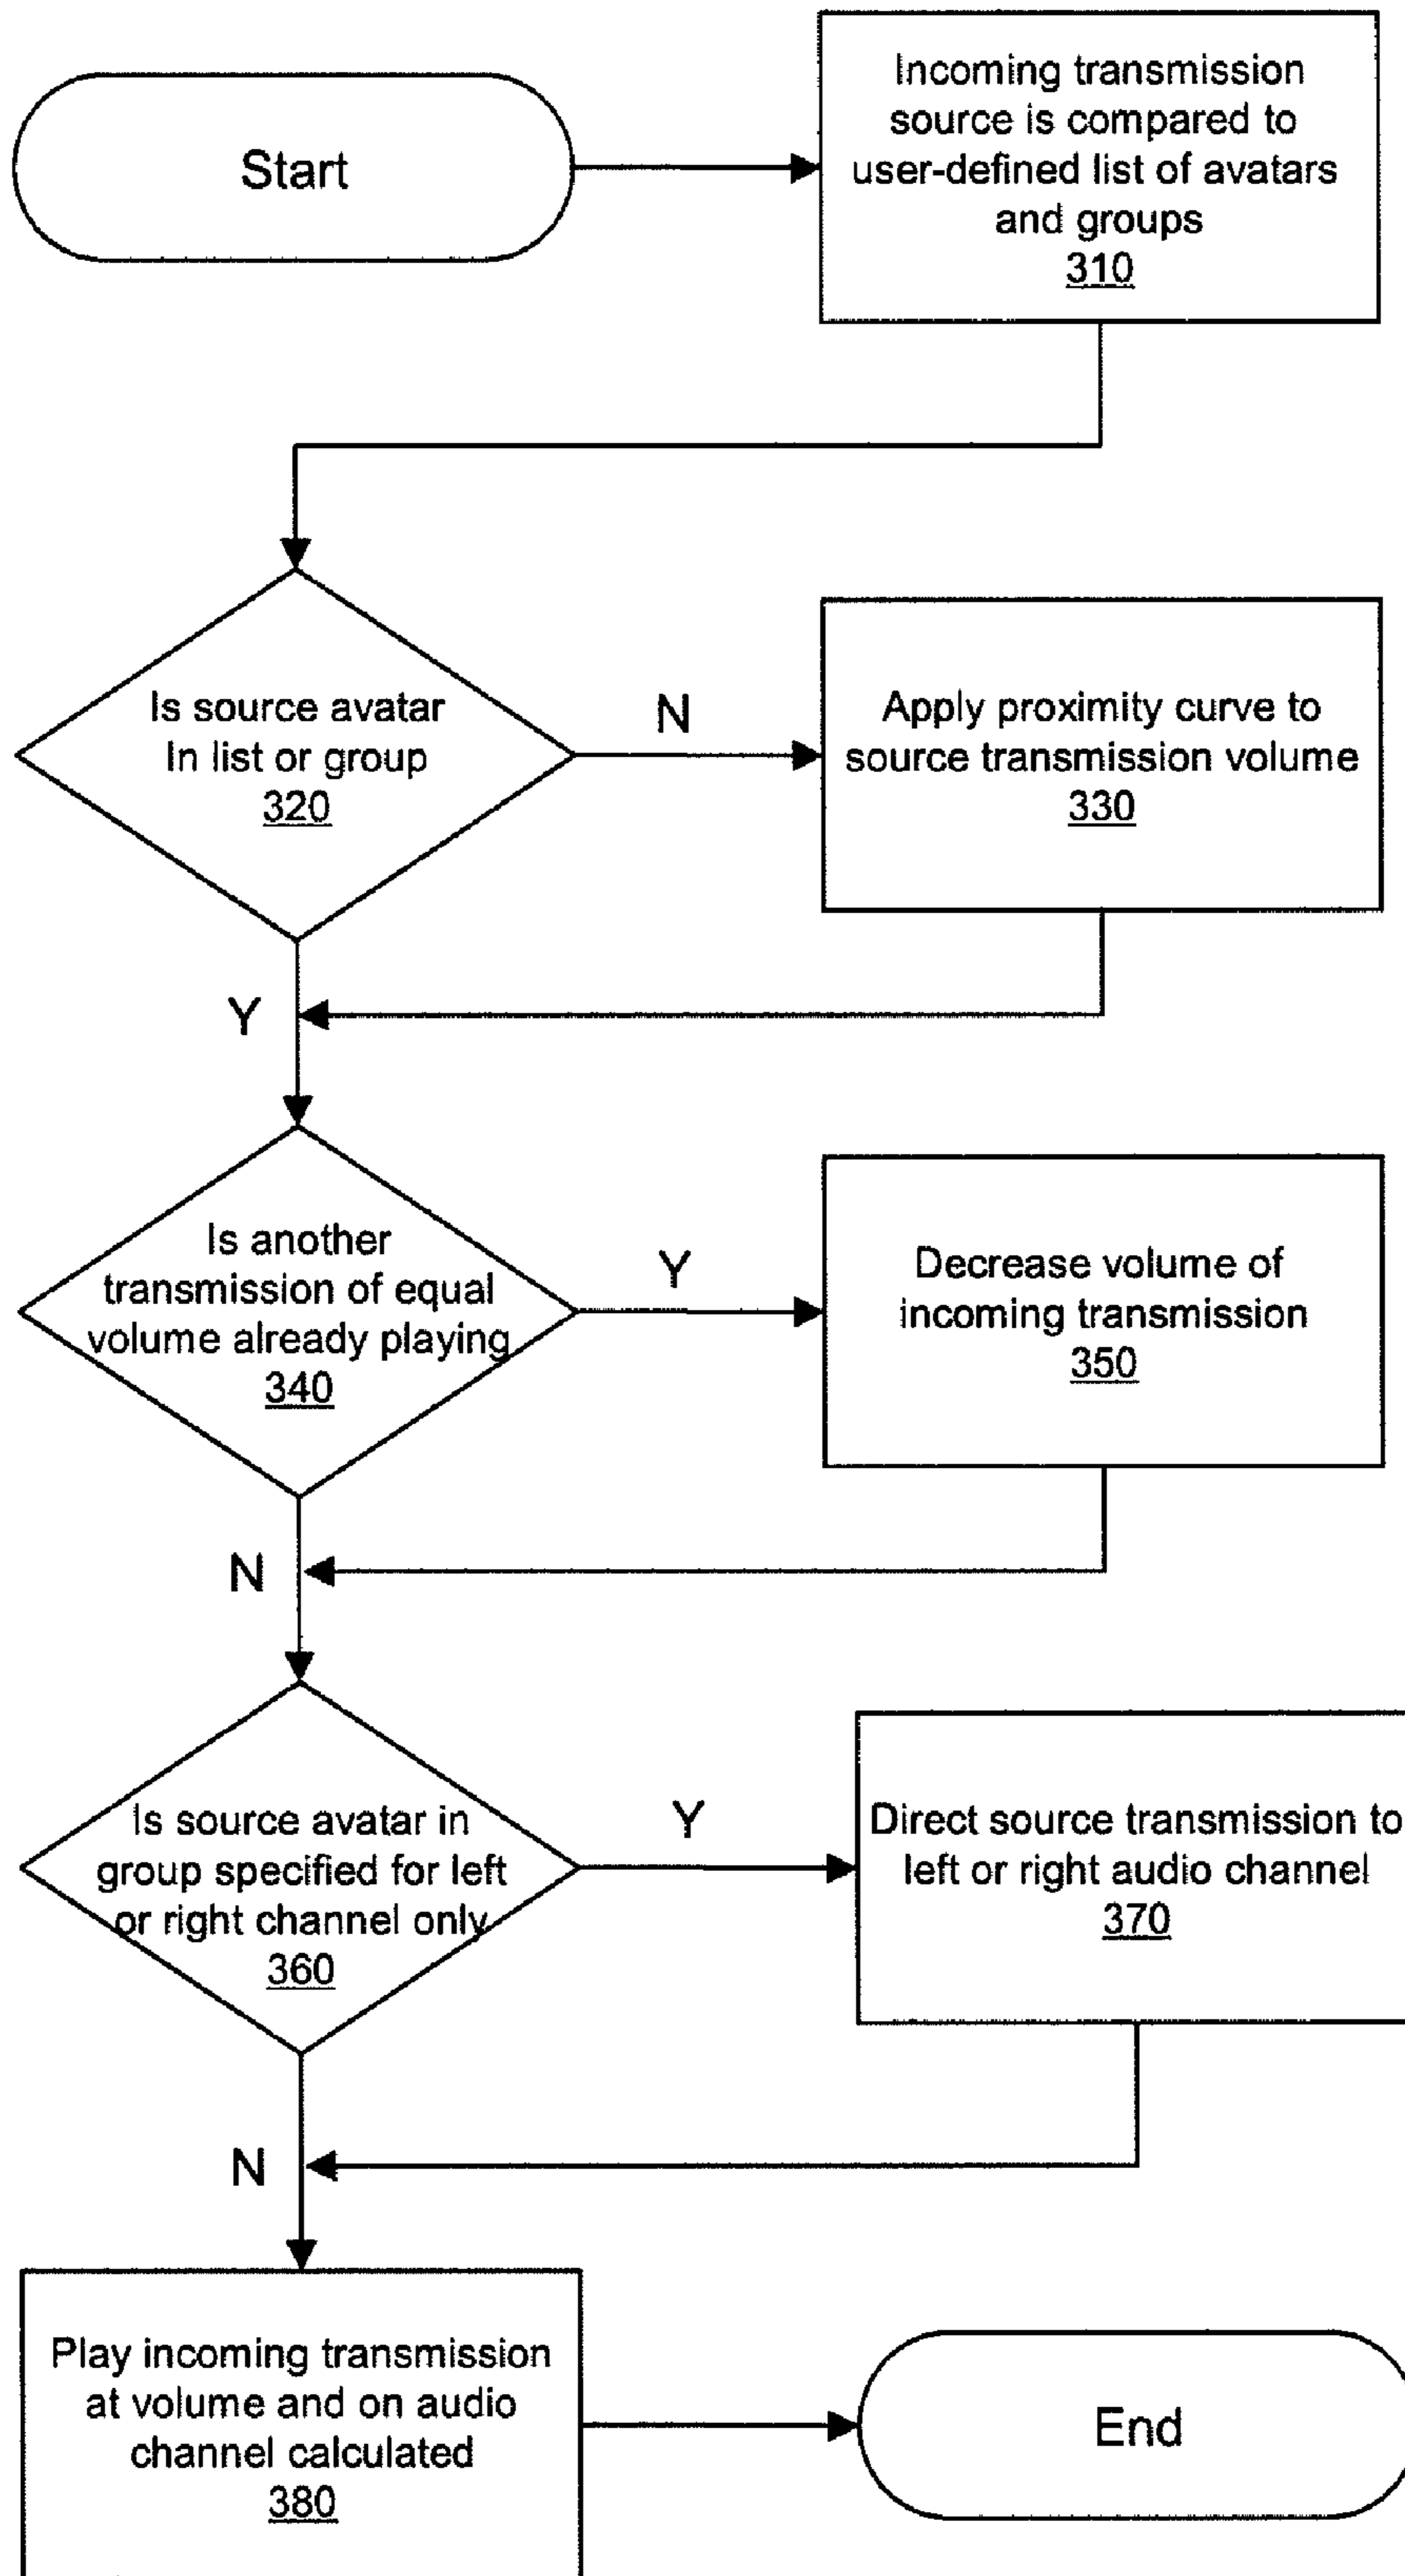 Start
Incoming transmission
source is compared to
user-defined list of avatars
and groups
310
Is source avatar
In list or group
320
N
Apply proximity curve to
source transmission volume
330
Y
Is another
transmission of equal
volume already playing
340
Y
Decrease volume of
incoming transmission
350
N
Is source avatar in
group specified for left
or right channel only
360
Y
Direct source transmission to
left or right audio channel
370
N
Play incoming transmission
at volume and on audio
channel calculated
380
End